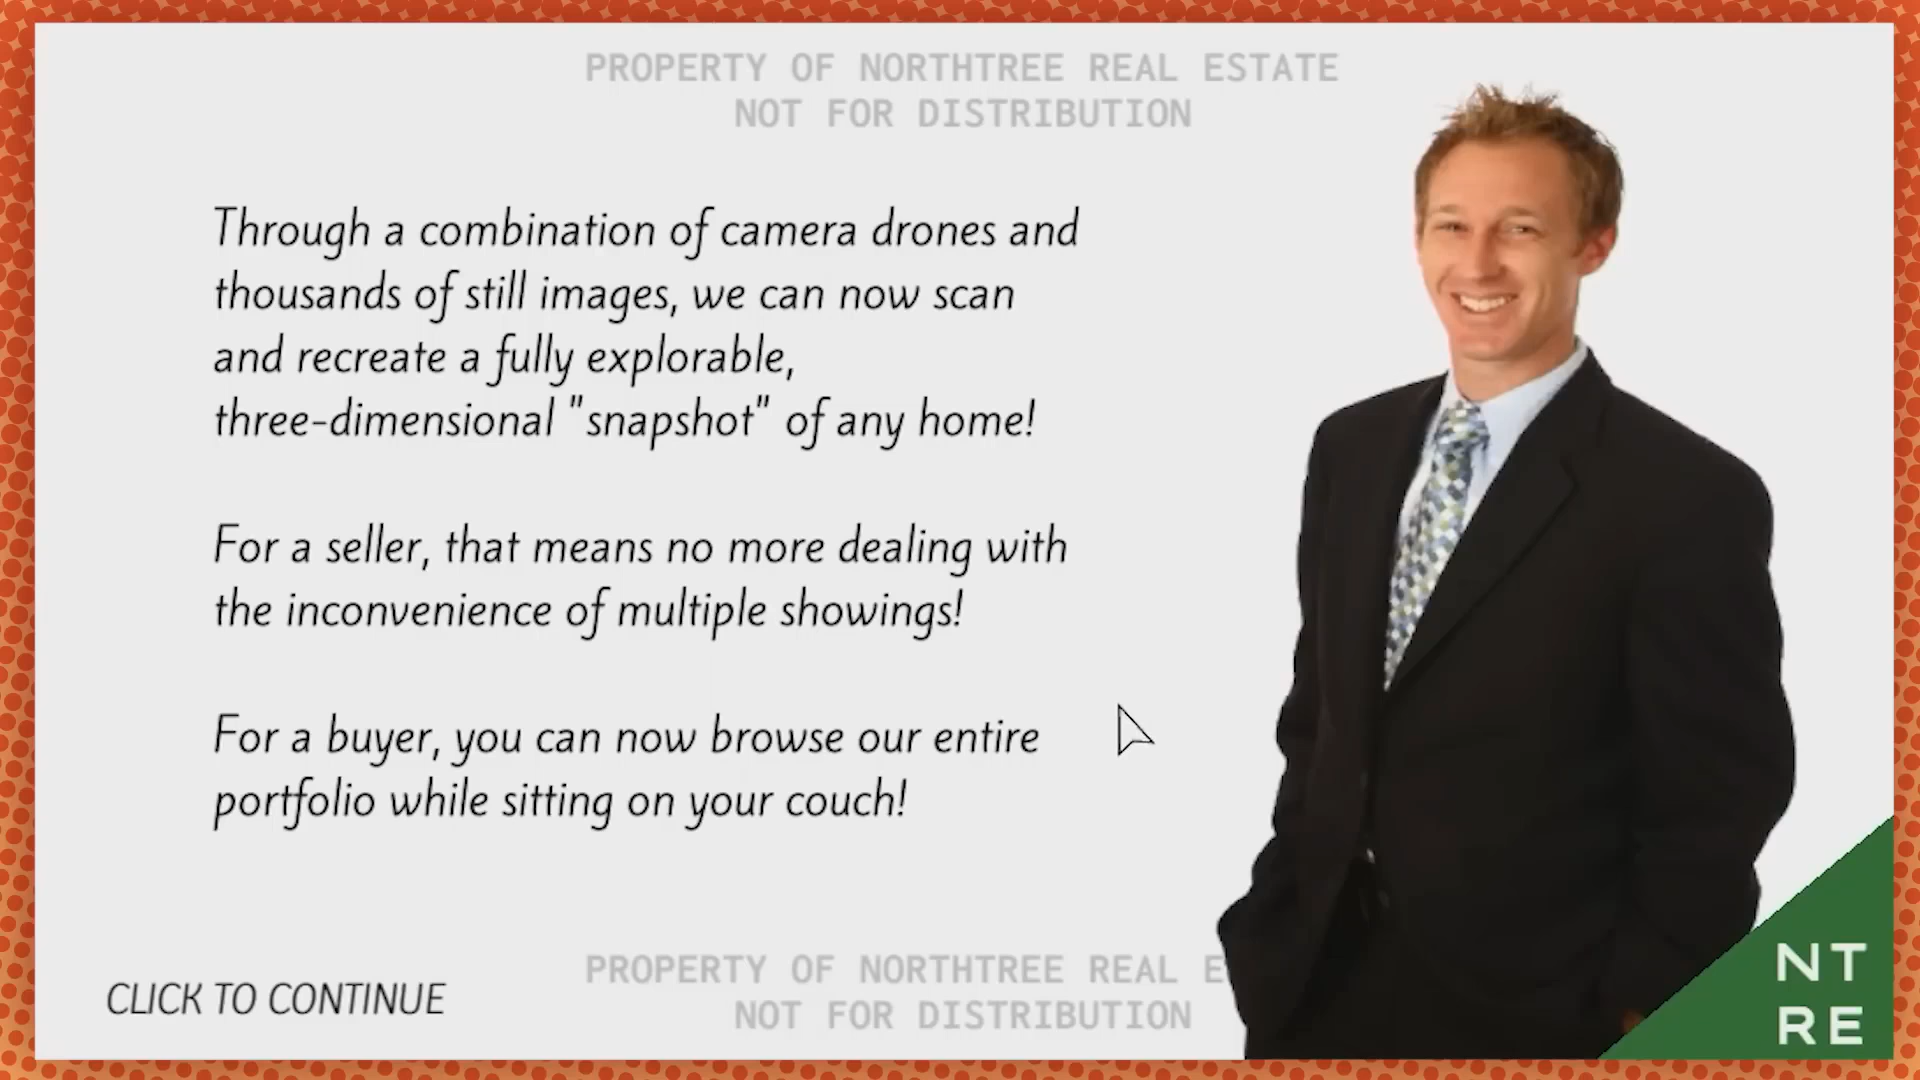 PROPERTY OF NORTHTREE REAL ESTATE
NOT FOR DISTRIBUTION
Through a combination of camera drones and
thousands of still images, we can now scan
and recreate a fully explorable,
three-dimensional "snapshot" of any home!
For a seller, that means no more dealing with
the inconvenience of multiple showings!
For a buyer, you can now browse our entire
portfolio while sitting on your couch!
PROPERTY OF NORTHTREE REAL E
NOT FOR DISTRIBUTION
CLICK TO CONTINUE
NT
RE